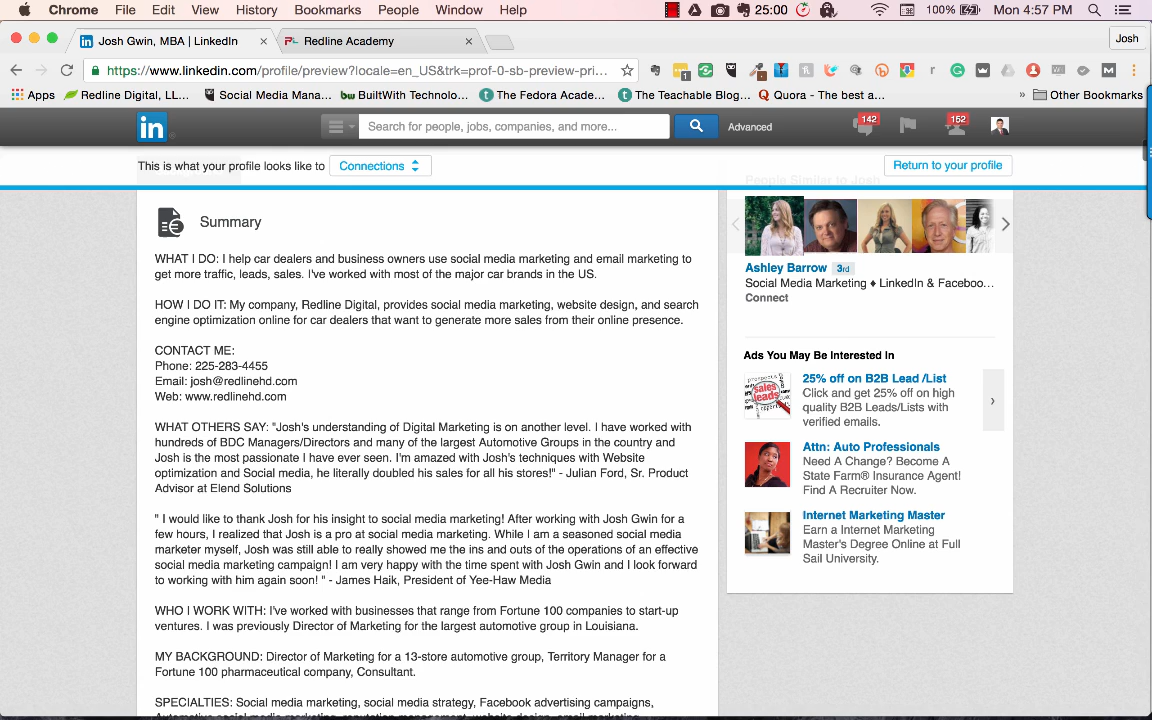 Chrome File Edit View History Bookmarks People Window Help 25:00 100% Mon 4:57 PM
Josh Gwin, MBA | LinkedIn Redline Academy Josh
https://www.linkedin.com/profile/preview?locale=en_US&trk=prof-0-sb-preview-pri...
Apps Redline Digital, LL... Social Media Mana... BuiltWith Technolo... The Fedora Acade... The Teachable Blog... Quora - The best a... » Other Bookmarks
in Search for people, jobs, companies, and more... Advanced 142 152
This is what your profile looks like to Connections Return to your profile
People Similar to Josh
Summary
WHAT I DO: I help car dealers and business owners use social media marketing and email marketing to
get more traffic, leads, sales. I've worked with most of the major car brands in the US.
HOW I DO IT: My company, Redline Digital, provides social media marketing, website design, and search
engine optimization online for car dealers that want to generate more sales from their online presence.
CONTACT ME:
Phone: 225-283-4455
Email: josh@redlinehd.com
Web: www.redlinehd.com
WHAT OTHERS SAY: "Josh's understanding of Digital Marketing is on another level. I have worked with
hundreds of BDC Managers/Directors and many of the largest Automotive Groups in the country and
Josh is the most passionate I have ever seen. I'm amazed with Josh's techniques with Website
optimization and Social media, he literally doubled his sales for all his stores!" - Julian Ford, Sr. Product
Advisor at Elend Solutions
" I would like to thank Josh for his insight to social media marketing! After working with Josh Gwin for a
few hours, I realized that Josh is a pro at social media marketing. While I am a seasoned social media
marketer myself, Josh was still able to really showed me the ins and outs of the operations of an effective
social media marketing campaign! I am very happy with the time spent with Josh Gwin and I look forward
to working with him again soon! " - James Haik, President of Yee-Haw Media
WHO I WORK WITH: I've worked with businesses that range from Fortune 100 companies to start-up
ventures. I was previously Director of Marketing for the largest automotive group in Louisiana.
MY BACKGROUND: Director of Marketing for a 13-store automotive group, Territory Manager for a
Fortune 100 pharmaceutical company, Consultant.
SPECIALTIES: Social media marketing, social media strategy, Facebook advertising campaigns,
Automotive social media marketing, reputation management, website design, email marketing
Ashley Barrow 3rd
Social Media Marketing ♦ LinkedIn & Faceboo...
Connect
Ads You May Be Interested In
sales leads
25% off on B2B Lead /List
Click and get 25% off on high
quality B2B Leads/Lists with
verified emails.
Attn: Auto Professionals
Need A Change? Become A
State Farm® Insurance Agent!
Find A Recruiter Now.
Internet Marketing Master
Earn a Internet Marketing
Master's Degree Online at Full
Sail University.